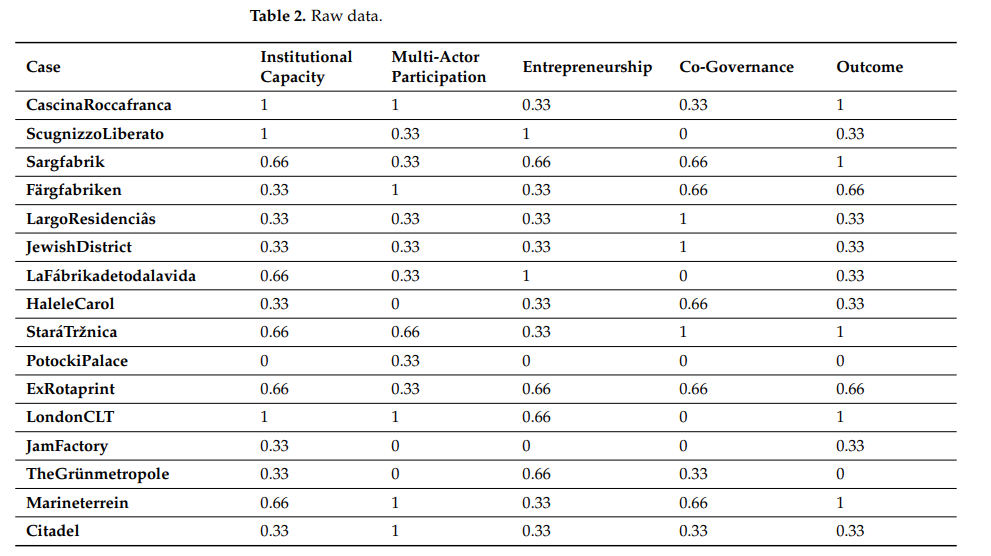 Table 2. Raw data.
Case Institutional Capacity Multi-Actor Participation Entrepreneurship Co-Governance Outcome
CascinaRoccafranca 1 1 0.33 0.33 1
ScugnizzoLiberato 1 0.33 1 0 0.33
Sargfabrik 0.66 0.33 0.66 0.66 1
Färgfabriken 0.33 1 0.33 0.66 0.66
LargoResidenciâs 0.33 0.33 0.33 1 0.33
JewishDistrict 0.33 0.33 0.33 1 0.33
LaFábrikadetodalavida 0.66 0.33 1 0 0.33
HaleleCarol 0.33 0 0.33 0.66 0.33
StaráTržnica 0.66 0.66 0.33 1 1
PotockiPalace 0 0.33 0 0 0
ExRotaprint 0.66 0.33 0.66 0.66 0.66
LondonCLT 1 1 0.66 0 1
JamFactory 0.33 0 0 0 0.33
TheGrünmetropole 0.33 0 0.66 0.33 0
Marineterrein 0.66 1 0.33 0.66 1
Citadel 0.33 1 0.33 0.33 0.33